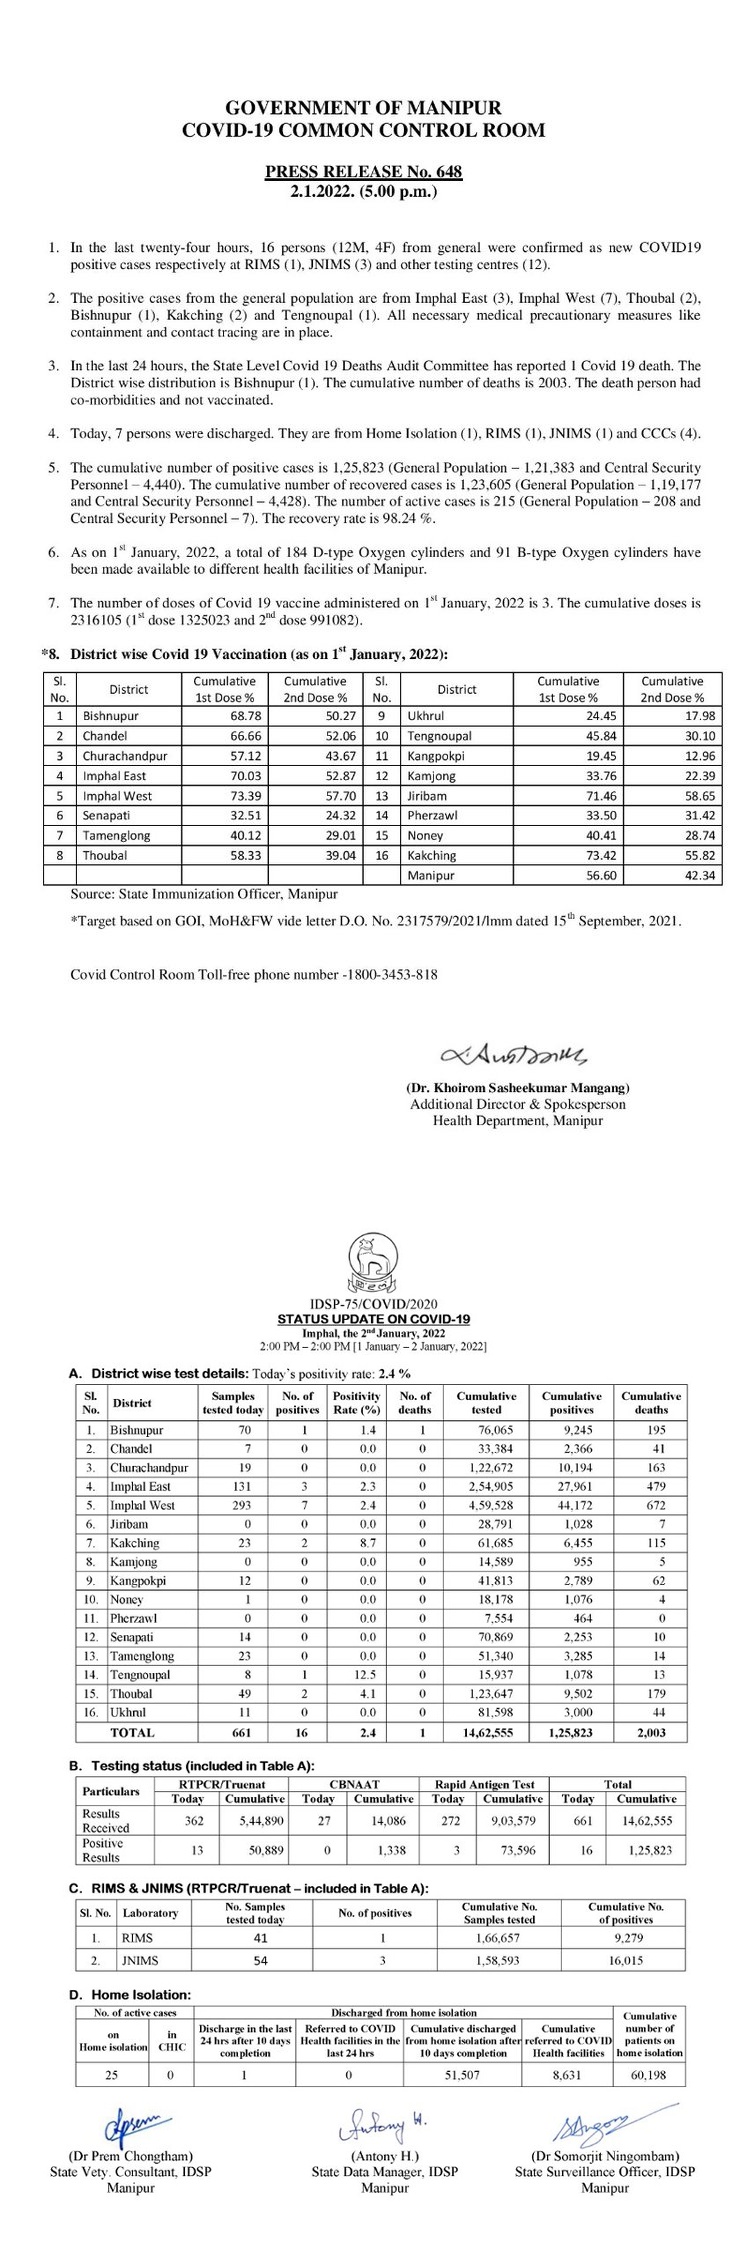 GOVERNMENT OF MANIPUR
COVID-19 COMMON CONTROL ROOM
PRESS RELEASE No. 648
2.1.2022. (5.00 p.m.)
1. In the last twenty-four hours, 16 persons (12M, 4F) from general were confirmed as new COVID19
positive cases respectively at RIMS (1), JNIMS (3) and other testing centres (12).
2. The positive cases from the general population are from Imphal East (3), Imphal West (7), Thoubal (2),
Bishnupur (1), Kakching (2) and Tengnoupal (1). All necessary medical precautionary measures like
containment and contact tracing are in place.
3. In the last 24 hours, the State Level Covid 19 Deaths Audit Committee has reported 1 Covid 19 death. The
District wise distribution is Bishnupur (1). The cumulative number of deaths is 2003. The death person had
co-morbidities and not vaccinated.
4. Today, 7 persons were discharged. They are from Home Isolation (1), RIMS (1), JNIMS (1) and CCCs (4).
5. The cumulative number of positive cases is 1,25,823 (General Population – 1,21,383 and Central Security
Personnel – 4,440). The cumulative number of recovered cases is 1,23,605 (General Population – 1,19,177
and Central Security Personnel – 4,428). The number of active cases is 215 (General Population – 208 and
Central Security Personnel – 7). The recovery rate is 98.24 %.
6. As on 1st January, 2022, a total of 184 D-type Oxygen cylinders and 91 B-type Oxygen cylinders have
been made available to different health facilities of Manipur.
7. The number of doses of Covid 19 vaccine administered on 1st January, 2022 is 3. The cumulative doses is
2316105 (1st dose 1325023 and 2nd dose 991082).
*8. District wise Covid 19 Vaccination (as on 1st January, 2022):
Sl. No. District Cumulative 1st Dose % Cumulative 2nd Dose % Sl. No. District Cumulative 1st Dose % Cumulative 2nd Dose %
1 Bishnupur 68.78 50.27 9 Ukhrul 24.45 17.98
2 Chandel 66.66 52.06 10 Tengnoupal 45.84 30.10
3 Churachandpur 57.12 43.67 11 Kangpokpi 19.45 12.96
4 Imphal East 70.03 52.87 12 Kamjong 33.76 22.39
5 Imphal West 73.39 57.70 13 Jiribam 71.46 58.65
6 Senapati 32.51 24.32 14 Pherzawl 33.50 31.42
7 Tamenglong 40.12 29.01 15 Noney 40.41 28.74
8 Thoubal 58.33 39.04 16 Kakching 73.42 55.82
Manipur 56.60 42.34
Source: State Immunization Officer, Manipur
*Target based on GOI, MoH&FW vide letter D.O. No. 2317579/2021/Imm dated 15th September, 2021.
Covid Control Room Toll-free phone number -1800-3453-818
(Dr. Khoirom Sasheekumar Mangang)
Additional Director & Spokesperson
Health Department, Manipur
IDSP-75/COVID/2020
STATUS UPDATE ON COVID-19
Imphal, the 2nd January, 2022
2:00 PM – 2:00 PM [1 January – 2 January, 2022]
A. District wise test details: Today's positivity rate: 2.4 %
Sl. No. District Samples tested today No. of positives Positivity Rate (%) No. of deaths Cumulative tested Cumulative positives Cumulative deaths
1. Bishnupur 70 1 1.4 1 76,065 9,245 195
2. Chandel 7 0 0.0 0 33,384 2,366 41
3. Churachandpur 19 0 0.0 0 1,22,672 10,194 163
4. Imphal East 131 3 2.3 0 2,54,905 27,961 479
5. Imphal West 293 7 2.4 0 4,59,528 44,172 672
6. Jiribam 0 0 0.0 0 28,791 1,028 7
7. Kakching 23 2 8.7 0 61,685 6,455 115
8. Kamjong 0 0 0.0 0 14,589 955 5
9. Kangpokpi 12 0 0.0 0 41,813 2,789 62
10. Noney 1 0 0.0 0 18,178 1,076 4
11. Pherzawl 0 0 0.0 0 7,554 464 0
12. Senapati 14 0 0.0 0 70,869 2,253 10
13. Tamenglong 23 0 0.0 0 51,340 3,285 14
14. Tengnoupal 8 1 12.5 0 15,937 1,078 13
15. Thoubal 49 2 4.1 0 1,23,647 9,502 179
16. Ukhrul 11 0 0.0 0 81,598 3,000 44
TOTAL 661 16 2.4 1 14,62,555 1,25,823 2,003
B. Testing status (included in Table A):
Particulars RTPCR/Truenat CBNAAT Rapid Antigen Test Total
Today Cumulative Today Cumulative Today Cumulative Today Cumulative
Results Received 362 5,44,890 27 14,086 272 9,03,579 661 14,62,555
Positive Results 13 50,889 0 1,338 3 73,596 16 1,25,823
C. RIMS & JNIMS (RTPCR/Truenat – included in Table A):
Sl. No. Laboratory No. Samples tested today No. of positives Cumulative No. Samples tested Cumulative No. of positives
1. RIMS 41 1 1,66,657 9,279
2. JNIMS 54 3 1,58,593 16,015
D. Home Isolation:
No. of active cases Discharged from home isolation Cumulative number of patients on home isolation
on Home isolation in CHIC Discharge in the last 24 hrs after 10 days completion Referred to COVID Health facilities in the last 24 hrs Cumulative discharged from home isolation after 10 days completion Cumulative referred to COVID Health facilities
25 0 1 0 51,507 8,631 60,198
Antony H.
(Dr Prem Chongtham) (Antony H.) (Dr Somorjit Ningombam)
State Vety. Consultant, IDSP State Data Manager, IDSP State Surveillance Officer, IDSP
Manipur Manipur Manipur